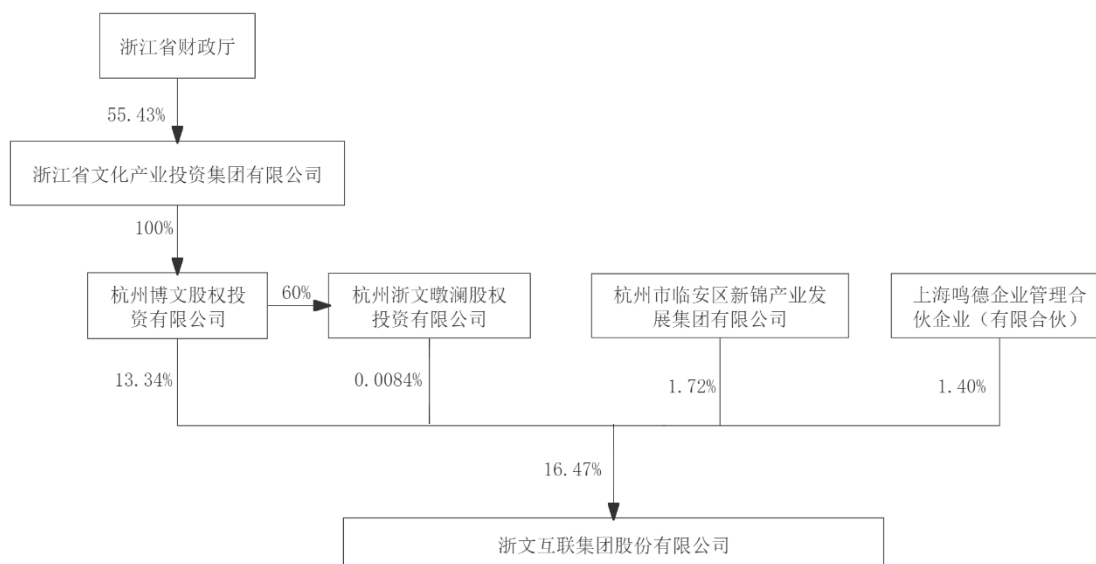 浙江省财政厅
55.43%
浙江省文化产业投资集团有限公司
100%
杭州博文股权投
资有限公司
60%
杭州浙文暾澜股权
投资有限公司
杭州市临安区新锦产业发
展集团有限公司
上海鸣德企业管理合
伙企业（有限合伙）
13.34%
0.0084%
1.72%
1.40%
16.47%
浙文互联集团股份有限公司